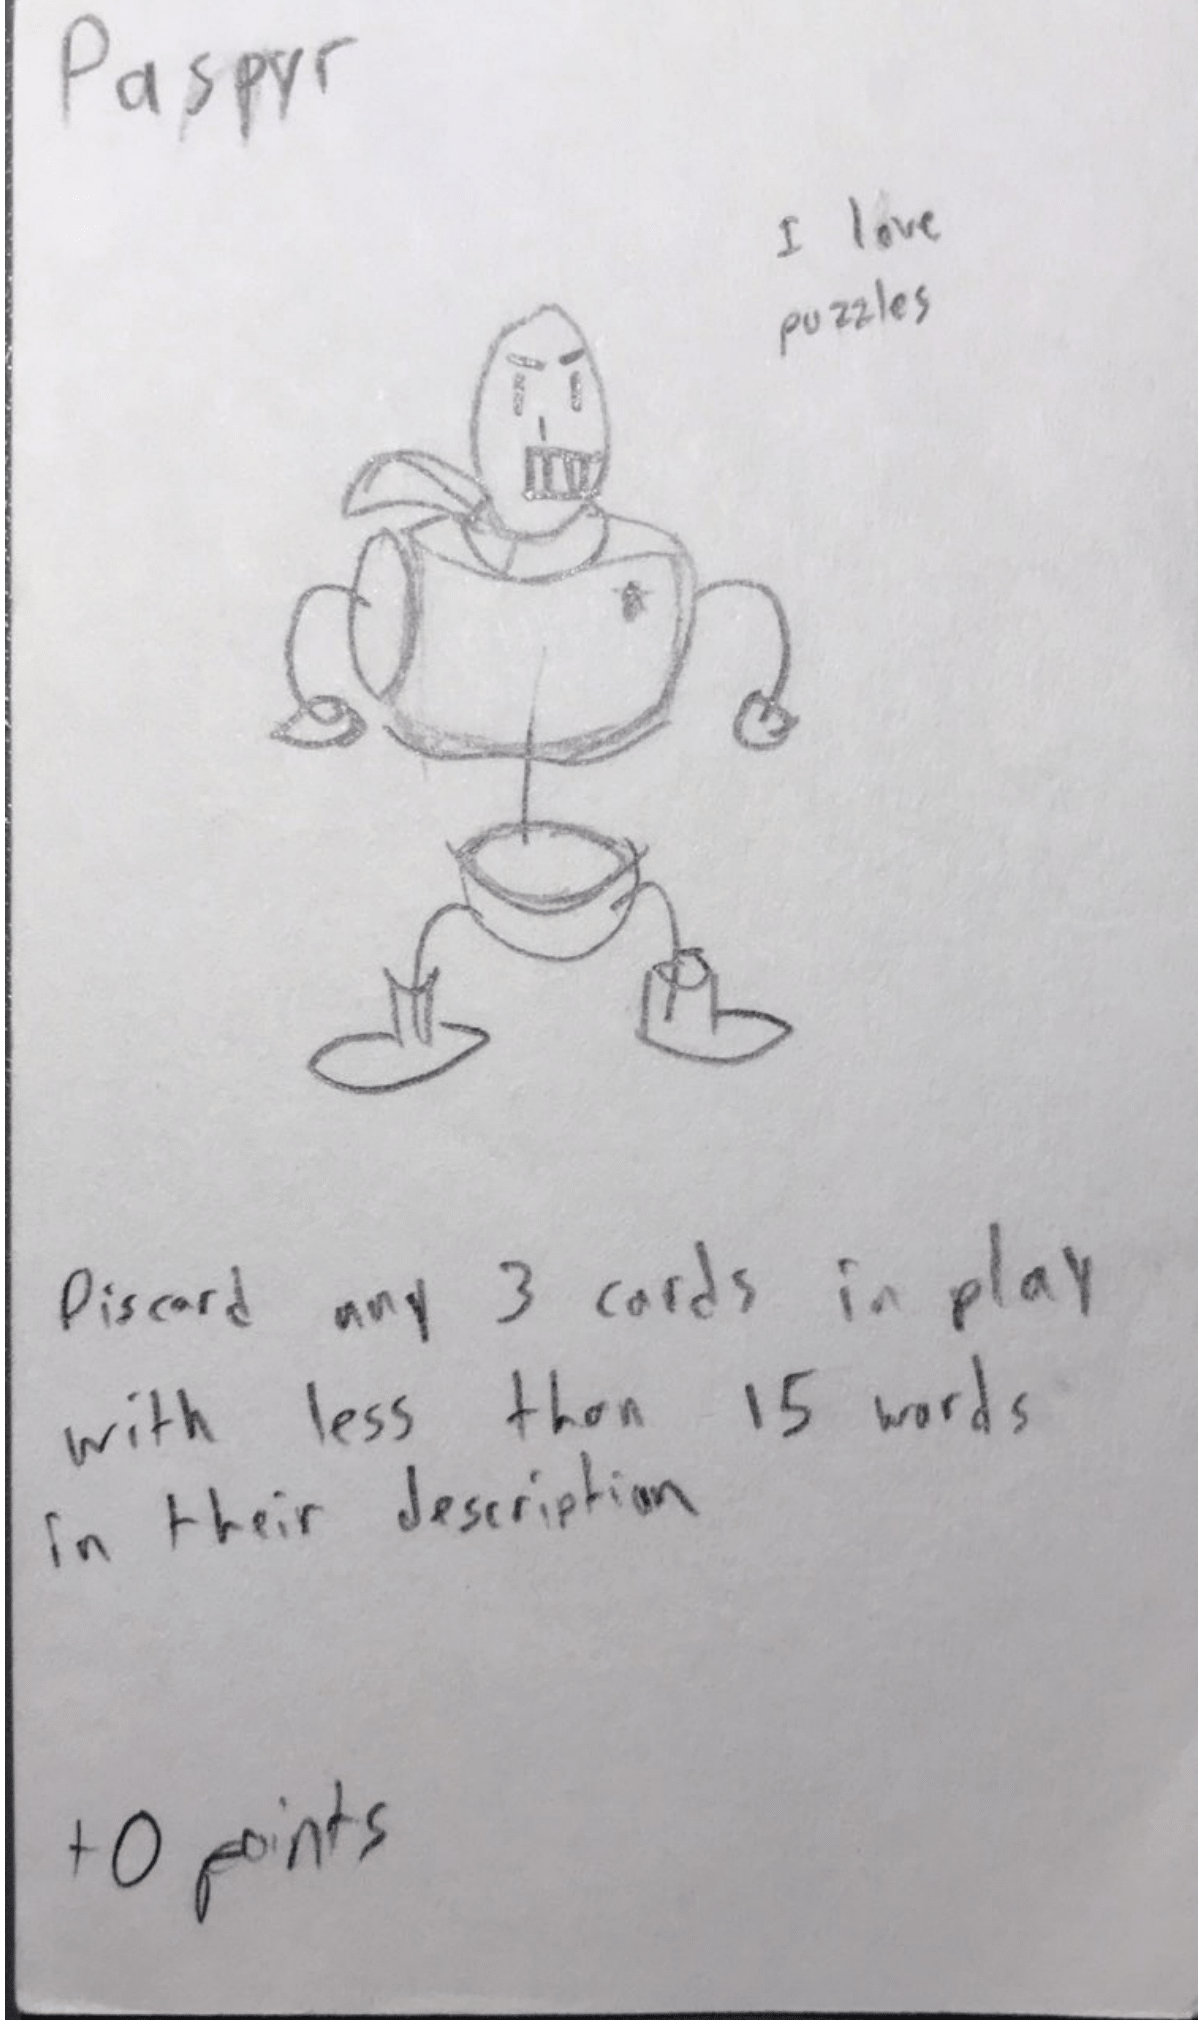 Paspyr
I love
puzzles
Discard any 3 cards in play
with less than 15 words
in their description
+0 points